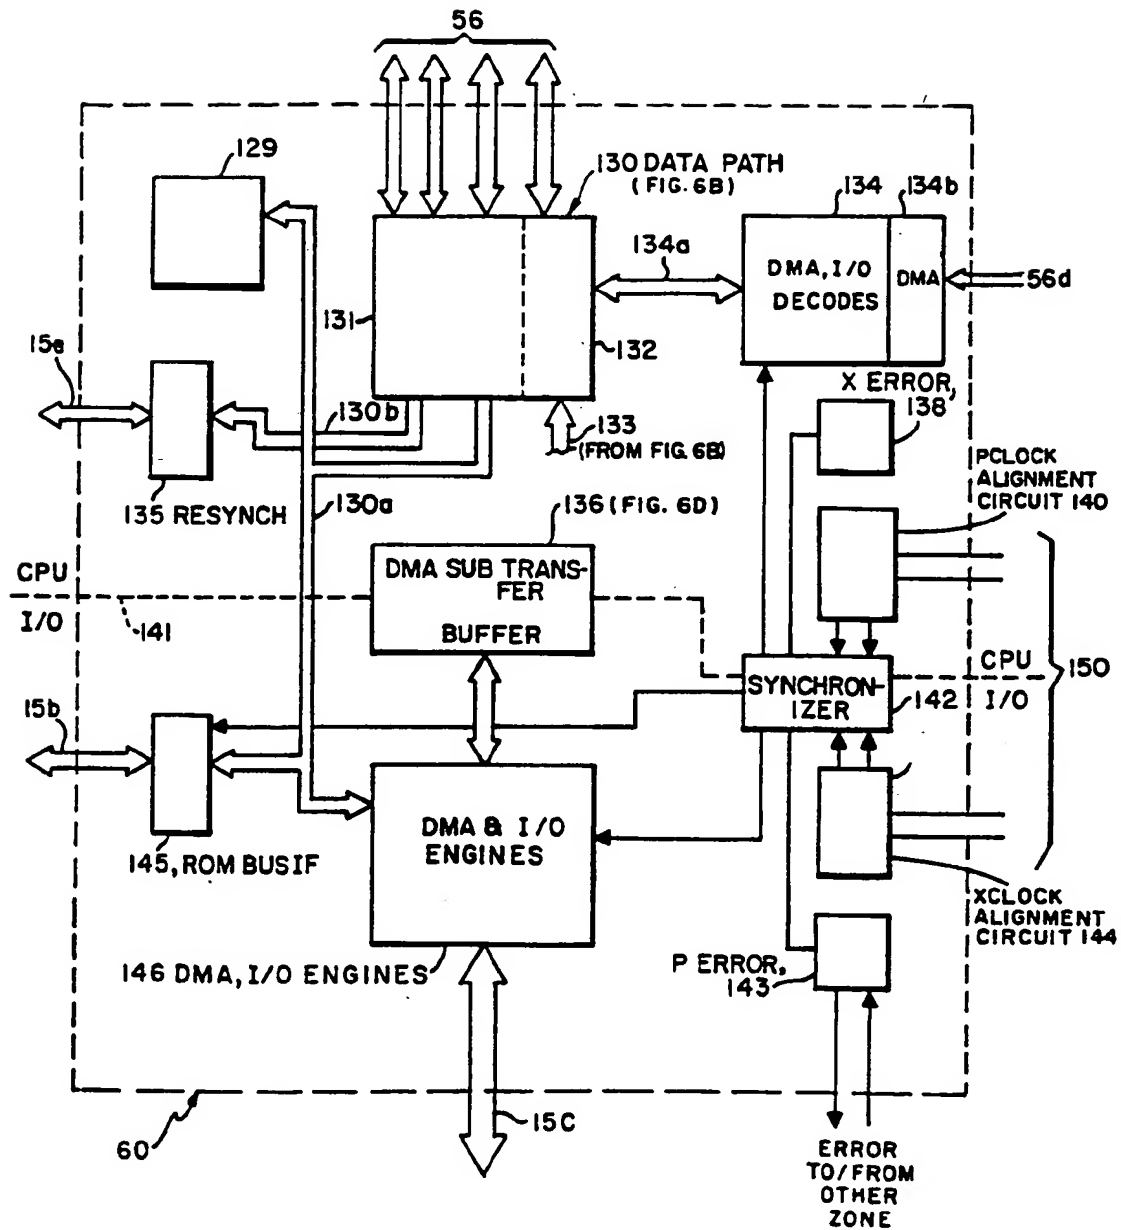 56
129
130 DATA PATH
(FIG. 6B)
134
134b
134a
DMA, I/O
DECODES
DMA
56d
131
132
15e
X ERROR,
138
130b
133
(FROM FIG. 6B)
PCLOCK
ALIGNMENT
CIRCUIT 140
135 RESYNCH
130a
136 (FIG. 6D)
CPU
I/O
141
DMA SUB TRANS-
FER
BUFFER
SYNCHRON-
IZER
142
CPU
I/O
150
15b
DMA & I/O
ENGINES
145, ROM BUSIF
XCLOCK
ALIGNMENT
CIRCUIT 144
146 DMA, I/O ENGINES
P ERROR,
143
60
15C
ERROR
TO/FROM
OTHER
ZONE